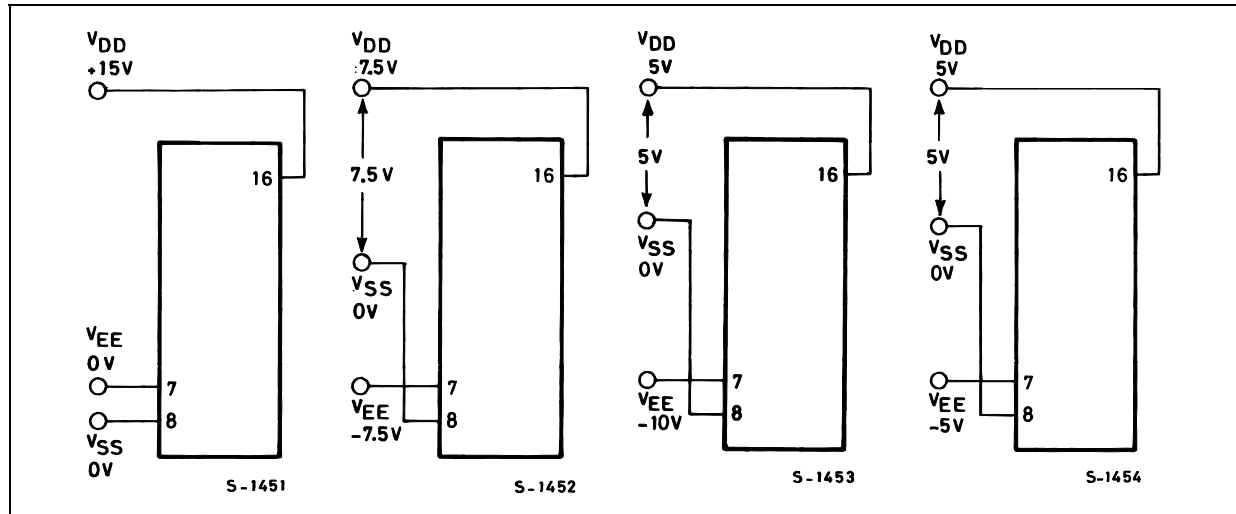 VDD
+15V
16
VEE
0V
7
8
VSS
0V
S-1451
VDD
7.5V
7.5V
16
VSS
0V
7
VEE
-7.5V
8
S-1452
VDD
5V
5V
16
VSS
0V
7
VEE
-10V
8
S-1453
VDD
5V
5V
16
VSS
0V
7
VEE
-5V
8
S-1454